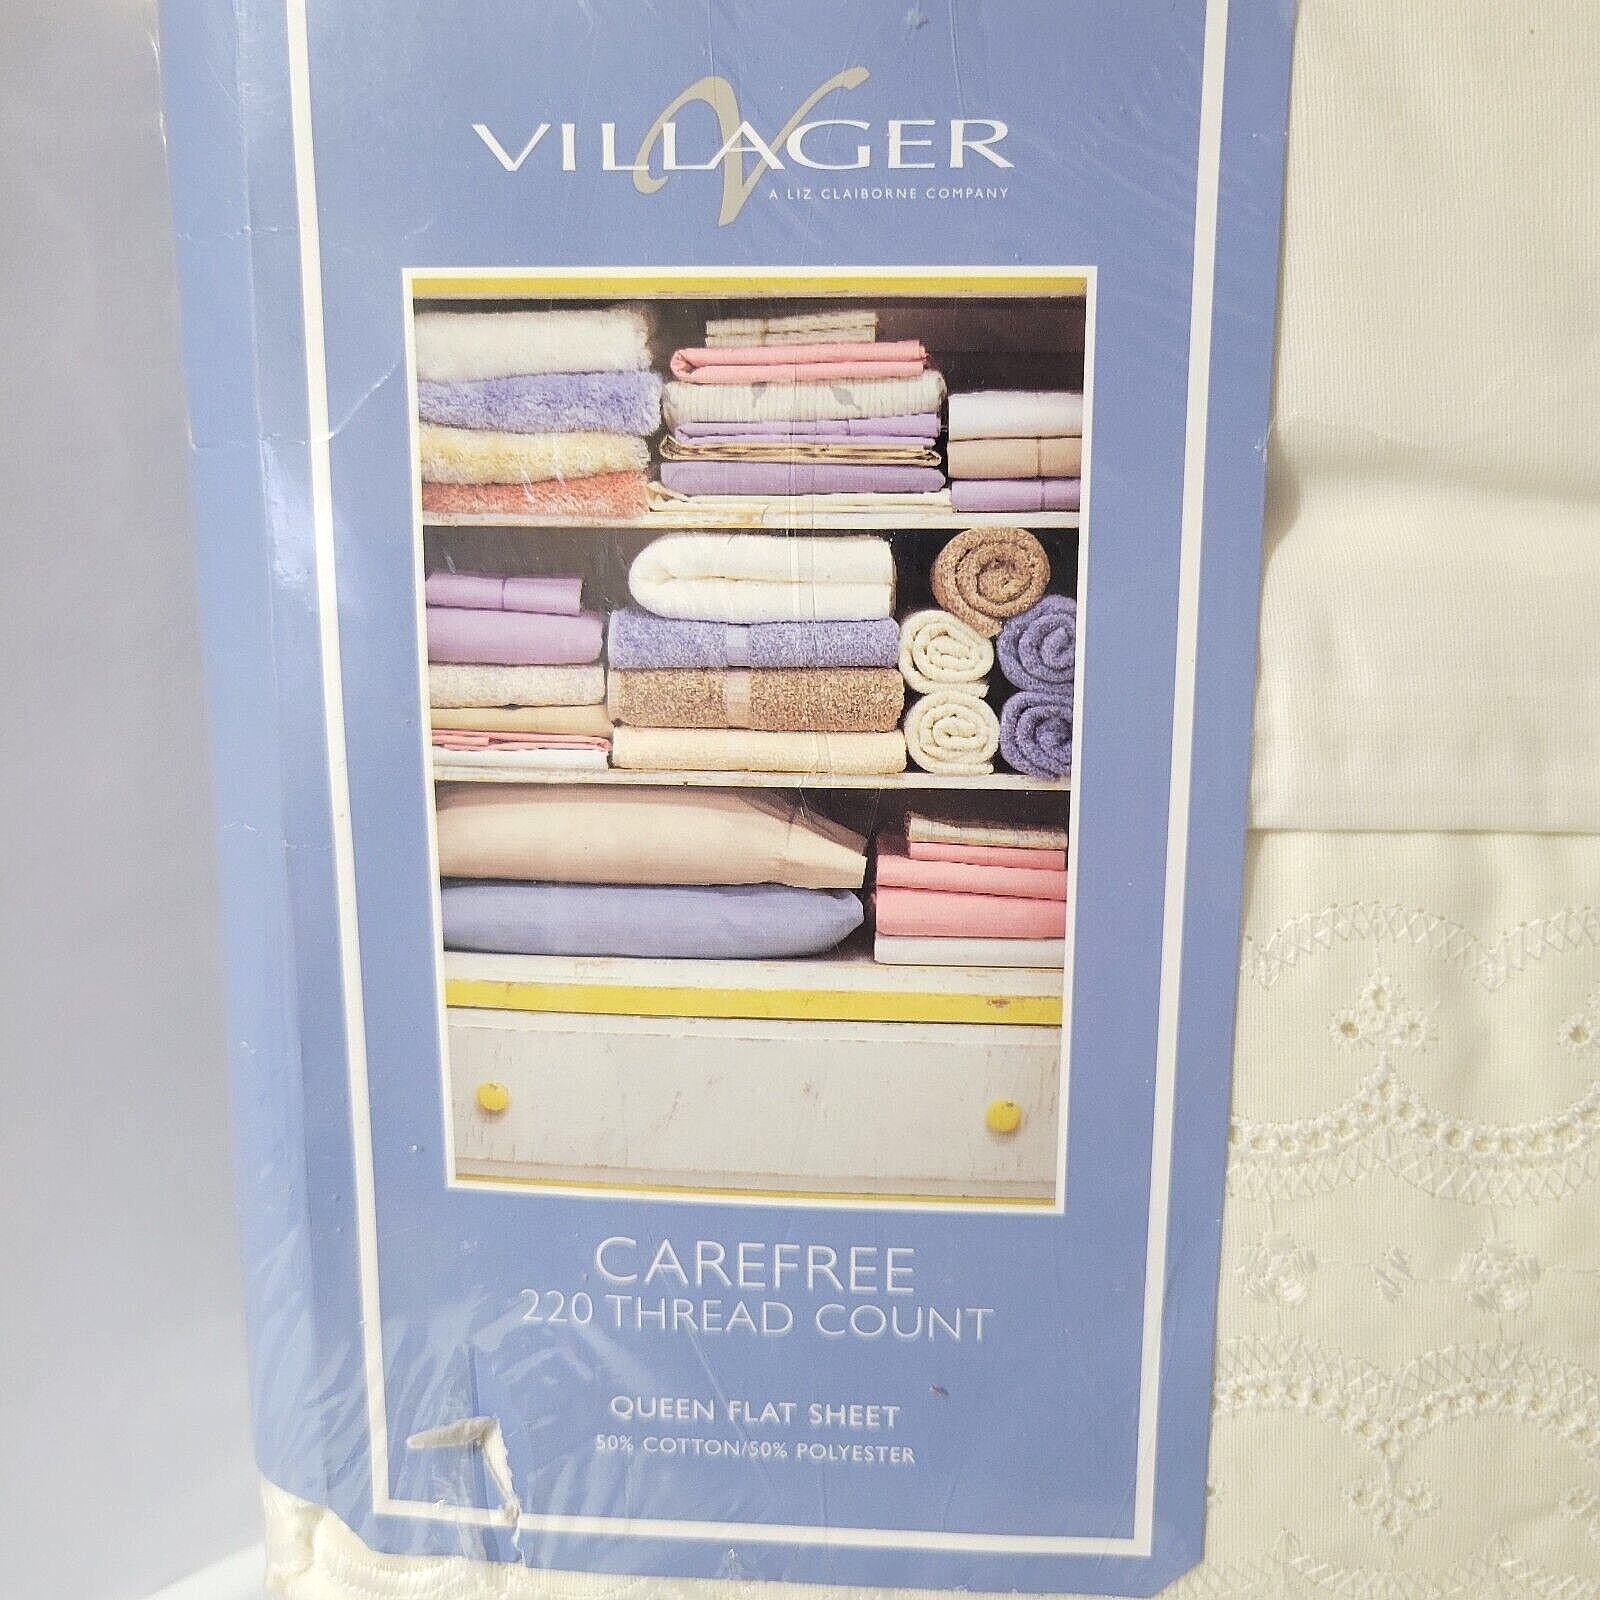 VILLAGER
A LIZ CLAIBORNE COMPANY
CAREFREE
220 THREAD COUNT
QUEEN FLAT SHEET
50% COTTON/50% POLYESTER